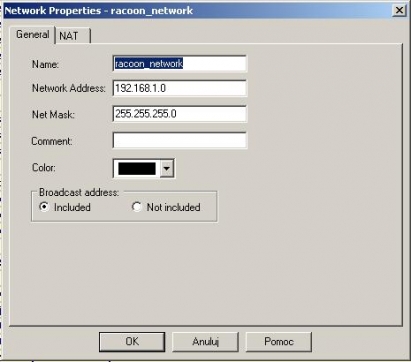 Network Properties - racoon_network
General NAT
Name: racoon_network
Network Address: 192.168.1.0
Net Mask: 255.255.255.0
Comment:
Color:
Broadcast address:
Included Not included
OK Anuluj Pomoc